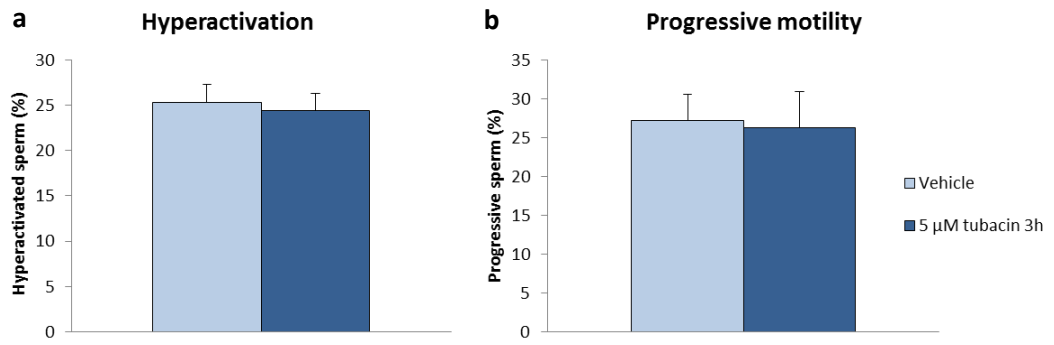 a
Hyperactivation
30
25
20
15
10
5
0
Hyperactivated sperm (%)
b
Progressive motility
35
30
25
20
15
10
5
0
Progressive sperm (%)
Vehicle
5 µM tubacin 3h